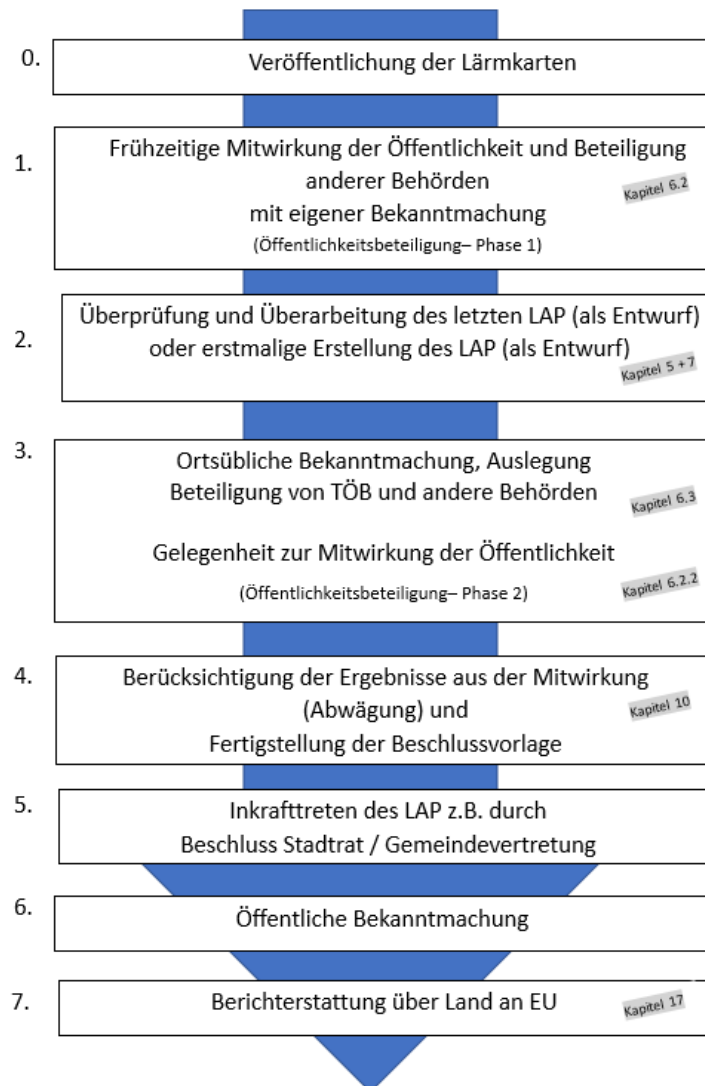 0.
Veröffentlichung der Lärmkarten
1.
Frühzeitige Mitwirkung der Öffentlichkeit und Beteiligung
anderer Behörden
Kapitel 6.2
mit eigener Bekanntmachung
(Öffentlichkeitsbeteiligung– Phase 1)
2.
Überprüfung und Überarbeitung des letzten LAP (als Entwurf)
oder erstmalige Erstellung des LAP (als Entwurf)
Kapitel 5 + 7
3.
Ortsübliche Bekanntmachung, Auslegung
Beteiligung von TÖB und andere Behörden
Kapitel 6.3
Gelegenheit zur Mitwirkung der Öffentlichkeit
(Öffentlichkeitsbeteiligung– Phase 2)
Kapitel 6.2.2
4.
Berücksichtigung der Ergebnisse aus der Mitwirkung
(Abwägung) und
Kapitel 10
Fertigstellung der Beschlussvorlage
5.
Inkrafttreten des LAP z.B. durch
Beschluss Stadtrat / Gemeindevertretung
6.
Öffentliche Bekanntmachung
7.
Berichterstattung über Land an EU
Kapitel 17